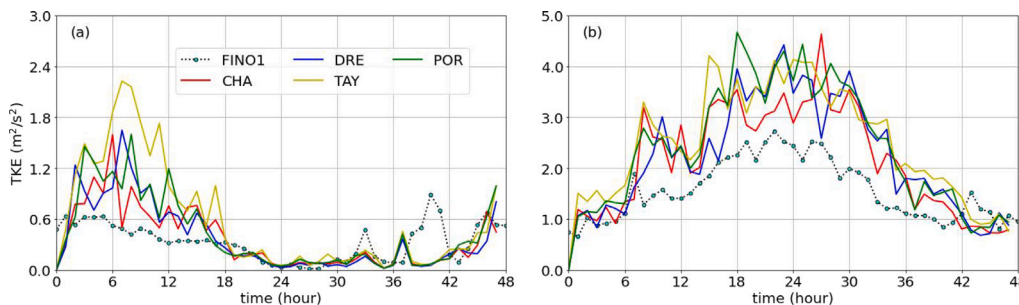 (a)
FINO1 DRE POR
CHA TAY
3.0
2.4
1.8
1.2
0.6
0.0
TKE (m²/s²)
0 6 12 18 24 30 36 42 48
time (hour)
(b)
5.0
4.0
3.0
2.0
1.0
0.0
0 6 12 18 24 30 36 42 48
time (hour)